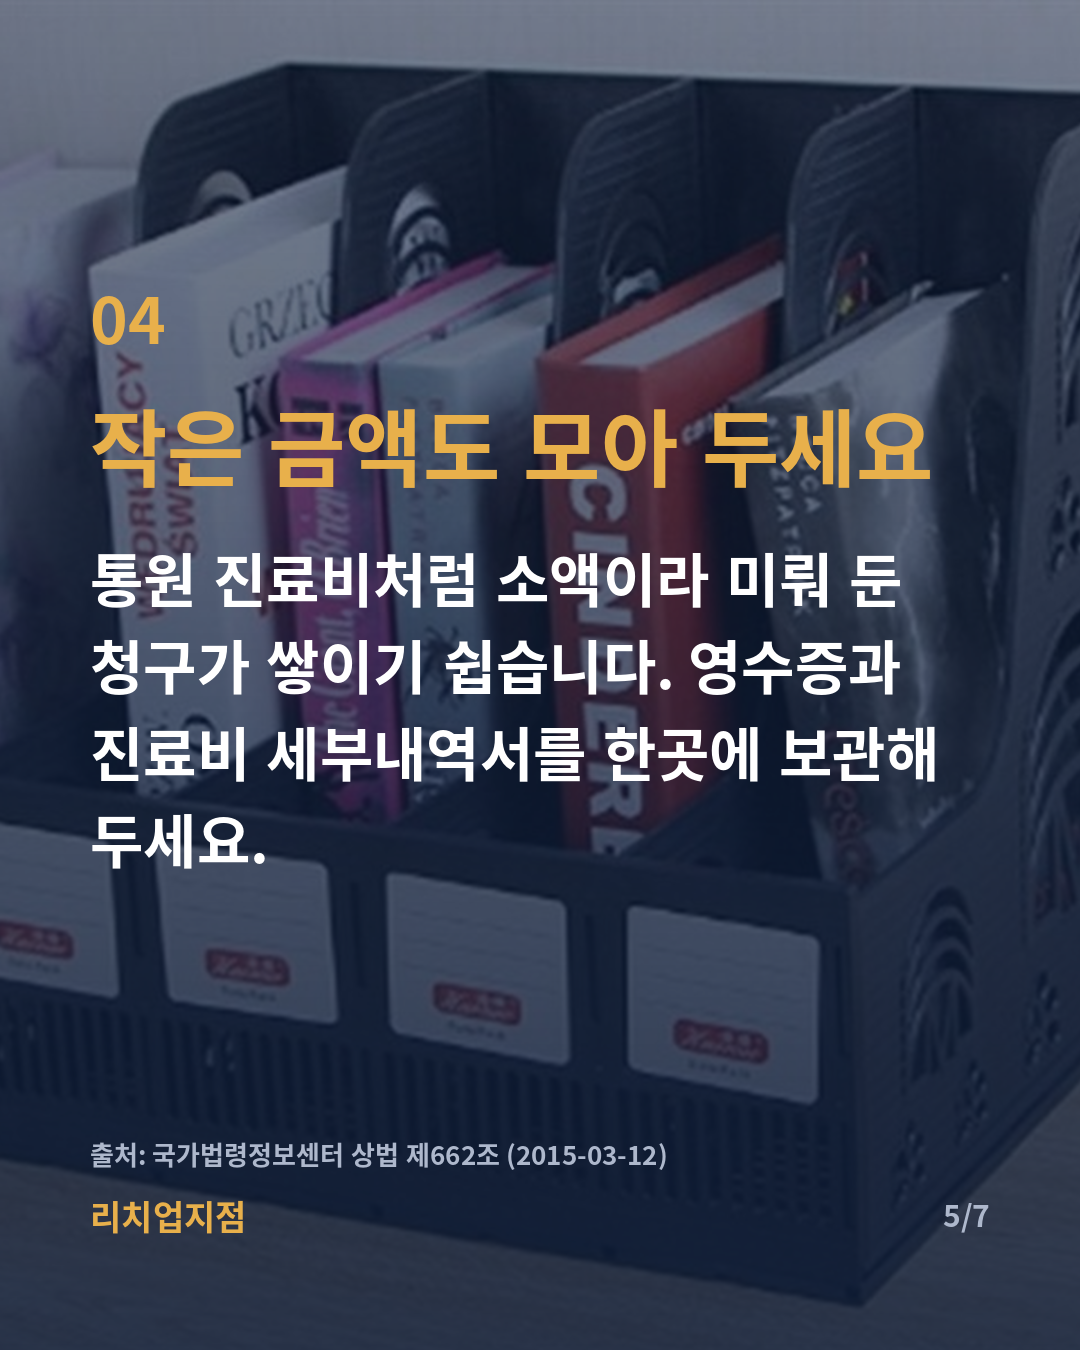 04
작은 금액도 모아 두세요
통원 진료비처럼 소액이라 미뤄 둔
청구가 쌓이기 쉽습니다. 영수증과
진료비 세부내역서를 한곳에 보관해
두세요.
출처: 국가법령정보센터 상법 제662조 (2015-03-12)
리치업지점
5/7